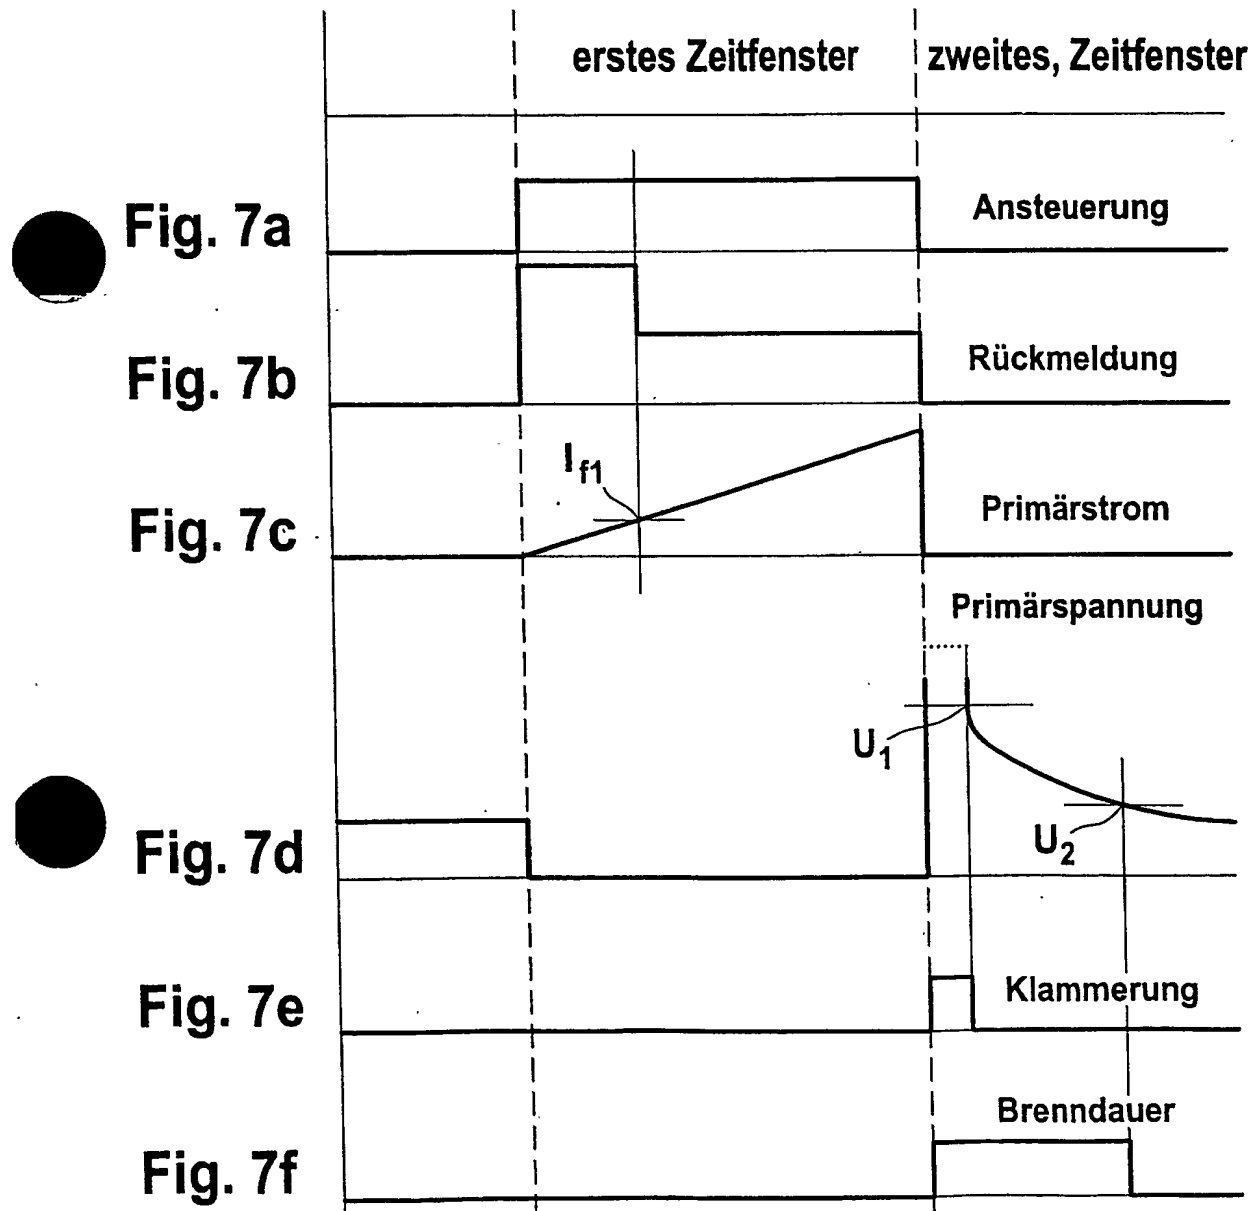 erstes Zeitfenster
zweites, Zeitfenster
Fig. 7a
Ansteuerung
Fig. 7b
Rückmeldung
I f1
Fig. 7c
Primärstrom
Primärspannung
U1
Fig. 7d
U2
Fig. 7e
Klammerung
Brenndauer
Fig. 7f